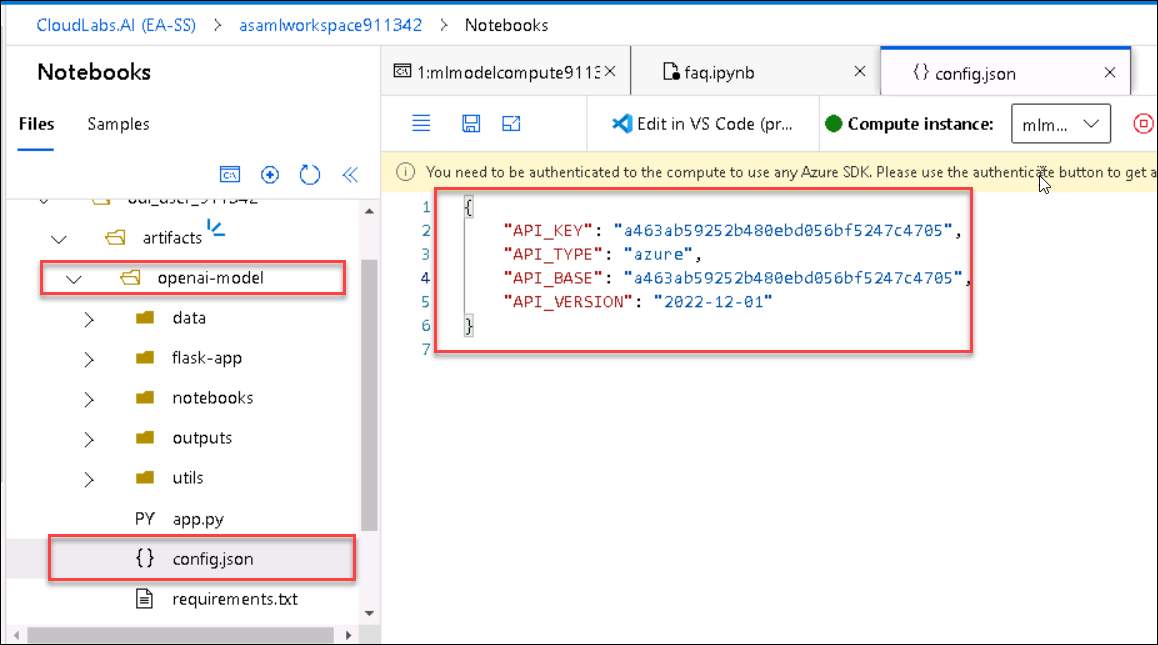 CloudLabs.AI (EA-SS) > asamlworkspace911342 > Notebooks
Notebooks
Files Samples
artifacts
openai-model
data
flask-app
notebooks
outputs
utils
PY app.py
{} config.json
requirements.txt
1:mlmodelcompute911 × faq.ipynb × {} config.json ×
Edit in VS Code (pr... Compute instance: mlm...
You need to be authenticated to the compute to use any Azure SDK. Please use the authenticate button to get a
1 {
2 "API_KEY": "a463ab59252b480ebd056bf5247c4705",
3 "API_TYPE": "azure",
4 "API_BASE": "a463ab59252b480ebd056bf5247c4705",
5 "API_VERSION": "2022-12-01"
6 }
7